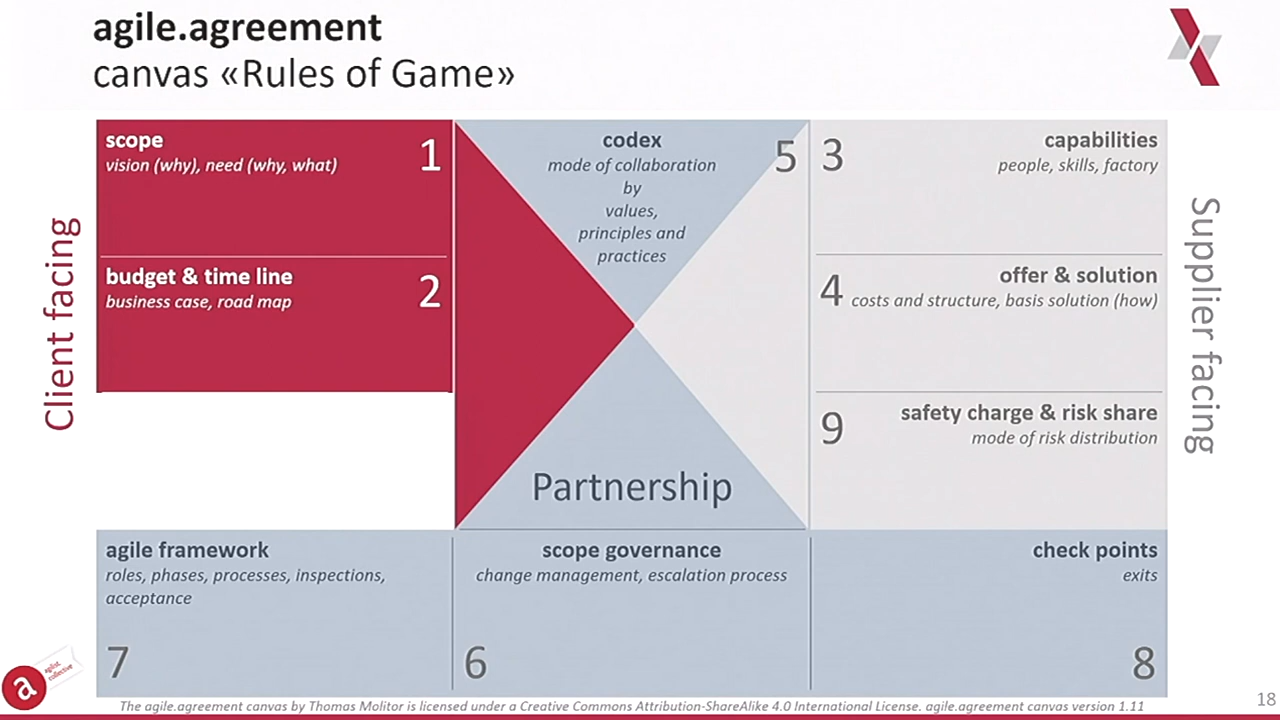 agile.agreement
canvas «Rules of Game»
Client facing
scope
vision (why), need (why, what)
1
budget & time line
business case, road map
2
codex
mode of collaboration
by
values,
principles and
practices
5
3
capabilities
people, skills, factory
4
offer & solution
costs and structure, basis solution (how)
9
safety charge & risk share
mode of risk distribution
Supplier facing
Partnership
agile framework
roles, phases, processes, inspections,
acceptance
7
scope governance
change management, escalation process
6
check points
exits
8
a
agilist
collective
The agile.agreement canvas by Thomas Molitor is licensed under a Creative Commons Attribution-ShareAlike 4.0 International License. agile.agreement canvas version 1.11
18